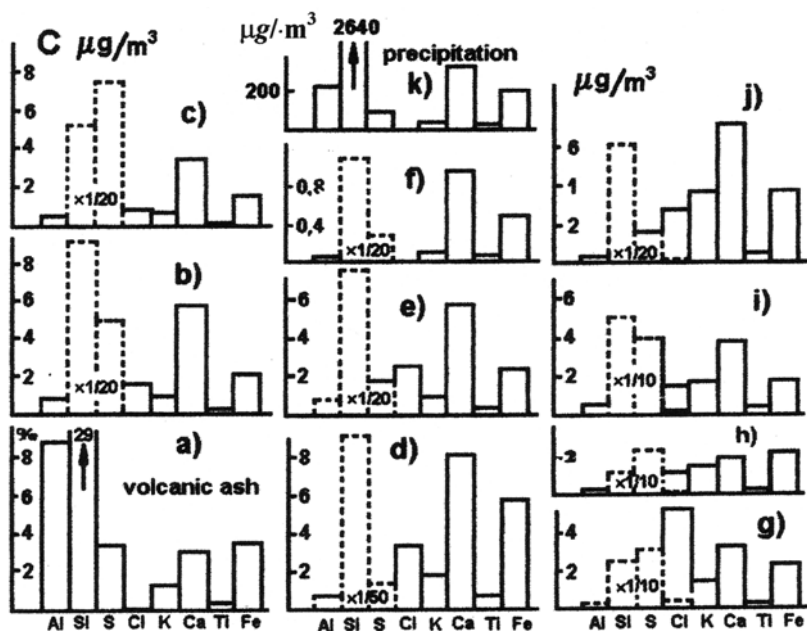 C μg/m³
8
6
4
2
c)
×1/20
8
6
4
2
b)
×1/20
‰
8
6
4
2
29
a)
volcanic ash
Al Si S Cl K Ca Ti Fe
μg/·m³
2640
precipitation
200
k)
0,8
0,4
f)
×1/20
6
4
2
e)
×1/20
8
6
4
2
d)
×1/50
Al Si S Cl K Ca Ti Fe
μg/m³
j)
6
4
2
×1/20
i)
6
4
2
×1/10
h)
2
×1/10
g)
4
2
×1/10
Al Si S Cl K Ca Ti Fe